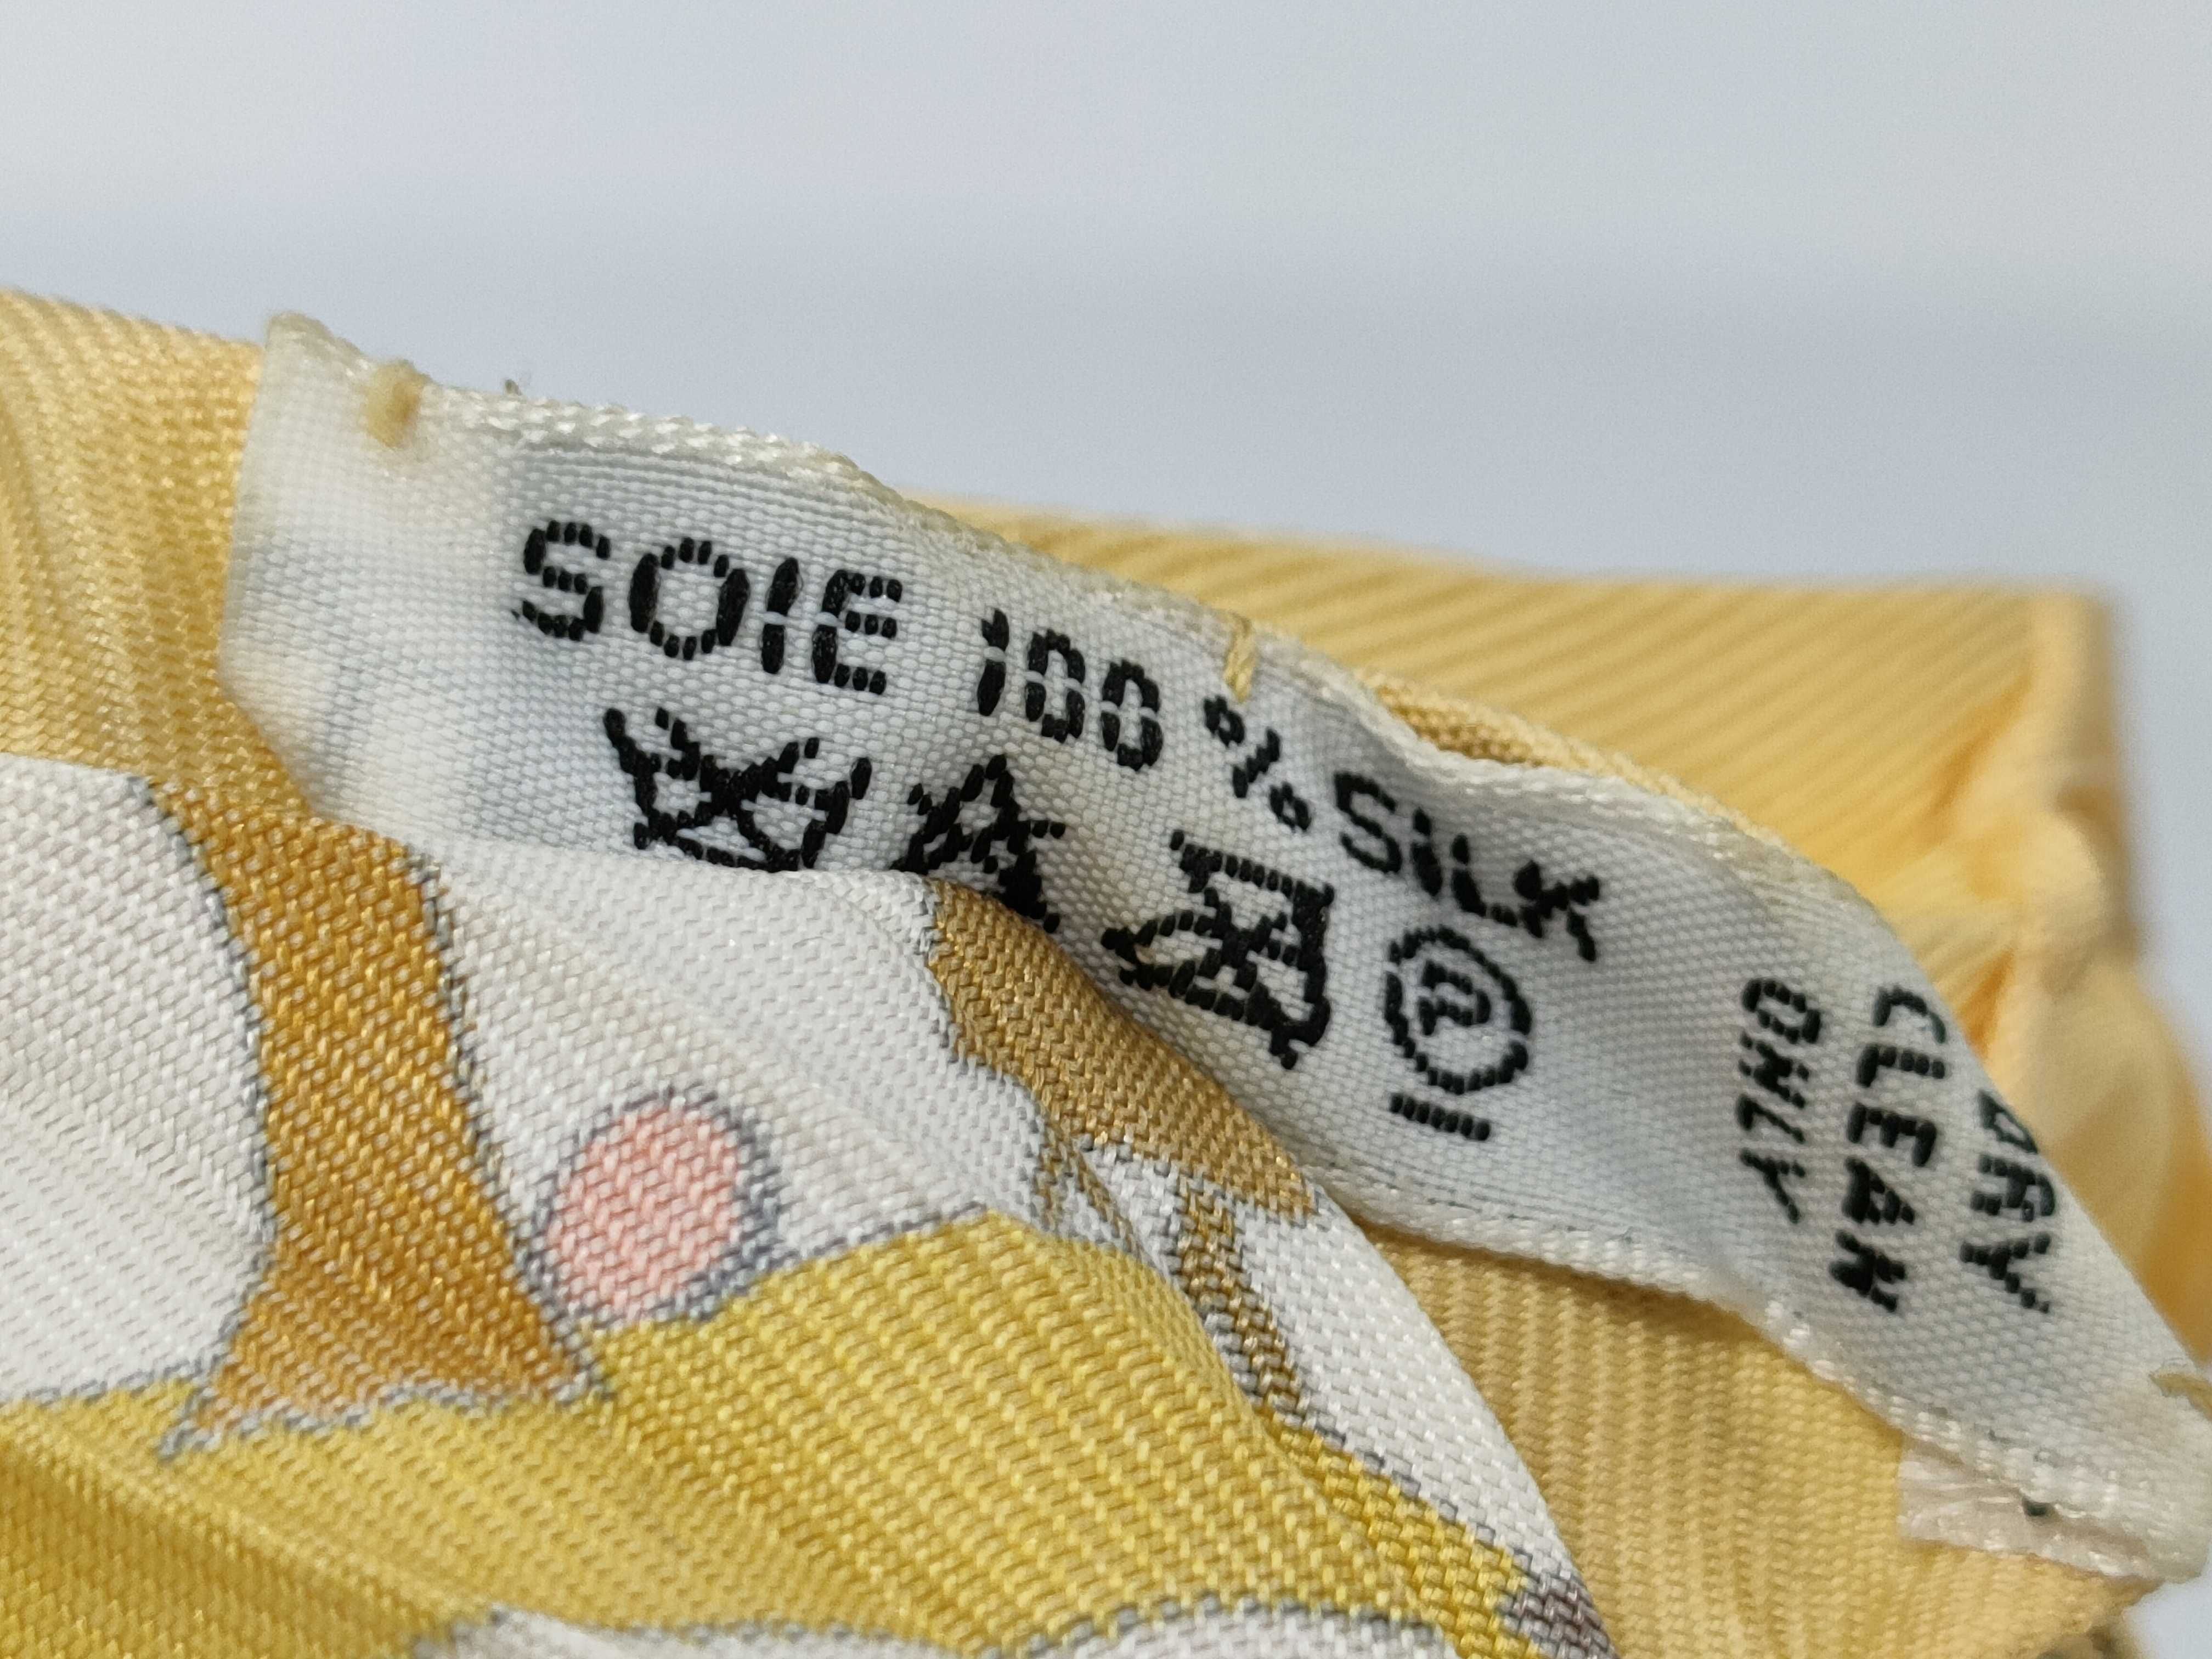 SOIE 100 % SILK
P
DRY
CLEAN
ONLY